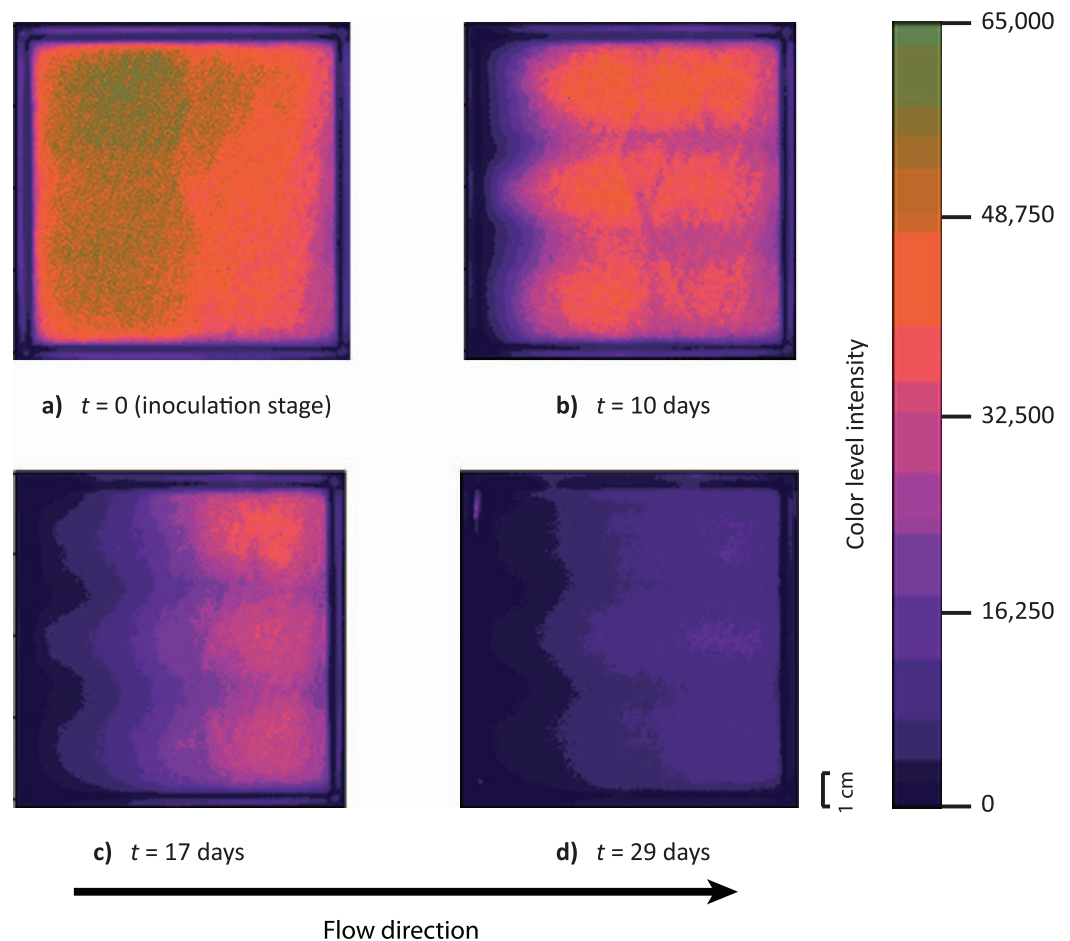 65,000
48,750
32,500
16,250
0
Color level intensity
a) t = 0 (inoculation stage)
b) t = 10 days
c) t = 17 days
d) t = 29 days
1 cm
Flow direction